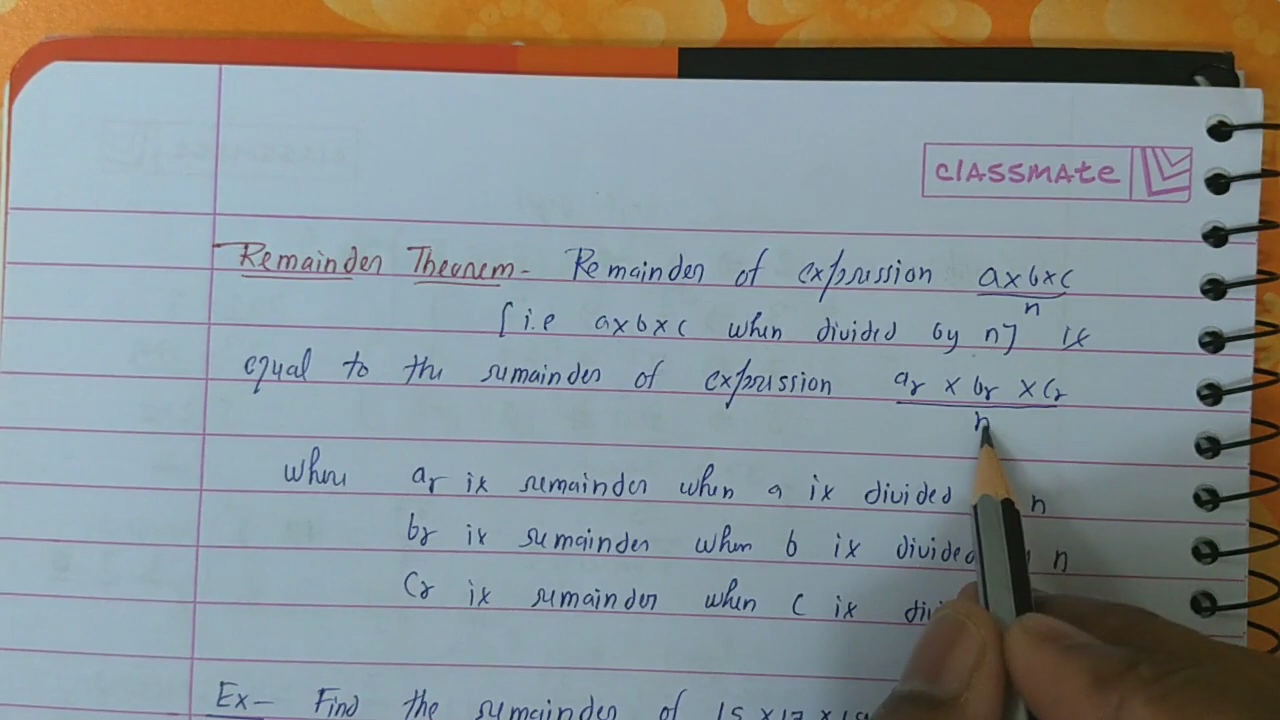 classmate
Remainder Theorem - Remainder of expression a×b×c/n
[i.e a×b×c when divided by n] is
equal to the remainder of expression ar × br × cr/n
where ar is remainder when a is divided n
br is remainder when b is divided n
Cr is remainder when c is
Ex- Find the remainder of 15 × 17 ×